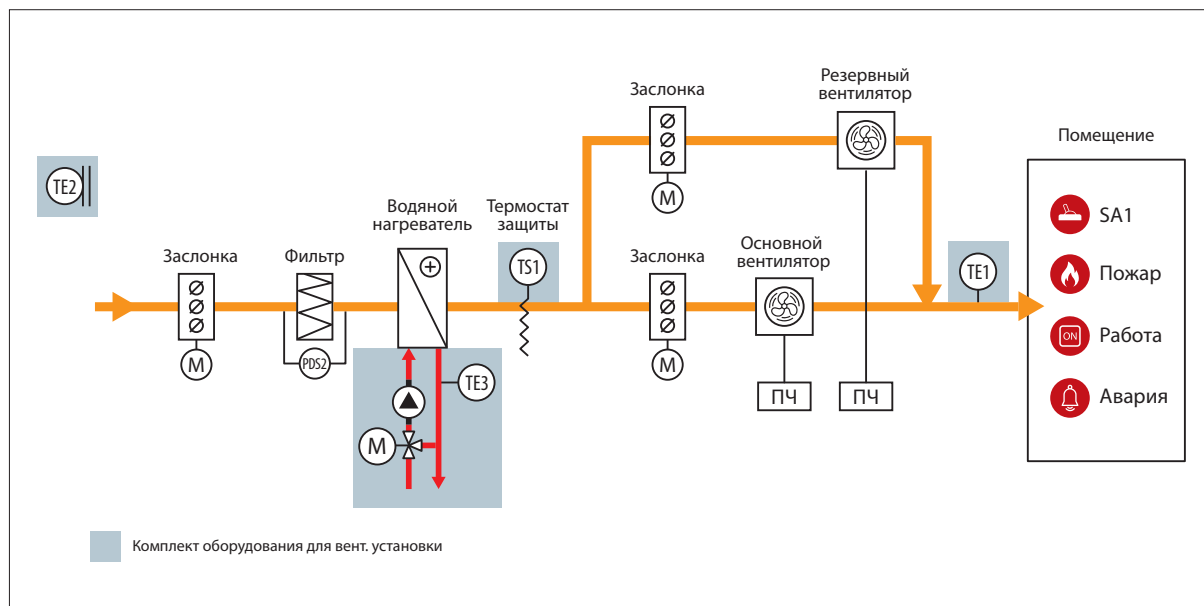 Заслонка
Резервный
вентилятор
Помещение
TE2
M
Водяной
нагреватель
Термостат
защиты
SA1
Заслонка
Фильтр
TS1
Заслонка
Основной
вентилятор
TE1
Пожар
ON
Работа
M
PDS2
TE3
M
ПЧ
ПЧ
Авария
M
Комплект оборудования для вент. установки